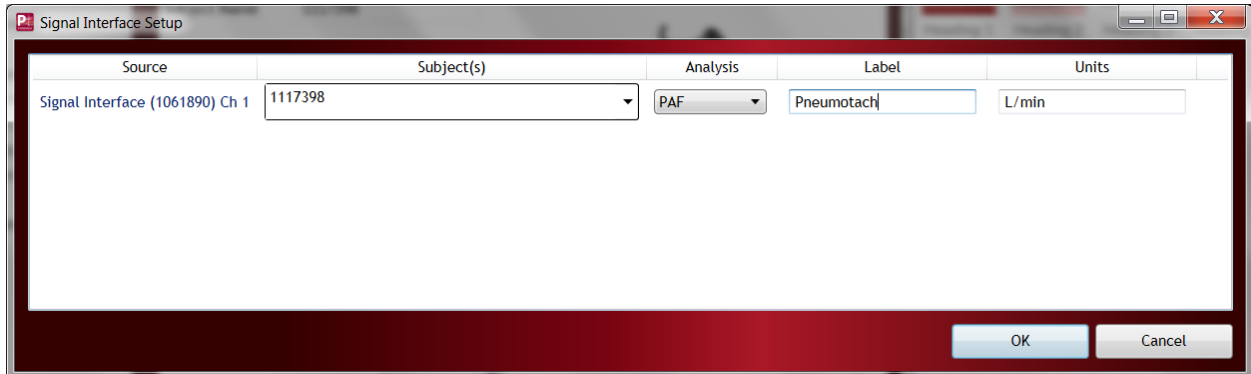 Signal Interface Setup
Source Subject(s) Analysis Label Units
Signal Interface (1061890) Ch 1 1117398 PAF Pneumotach L/min
OK Cancel